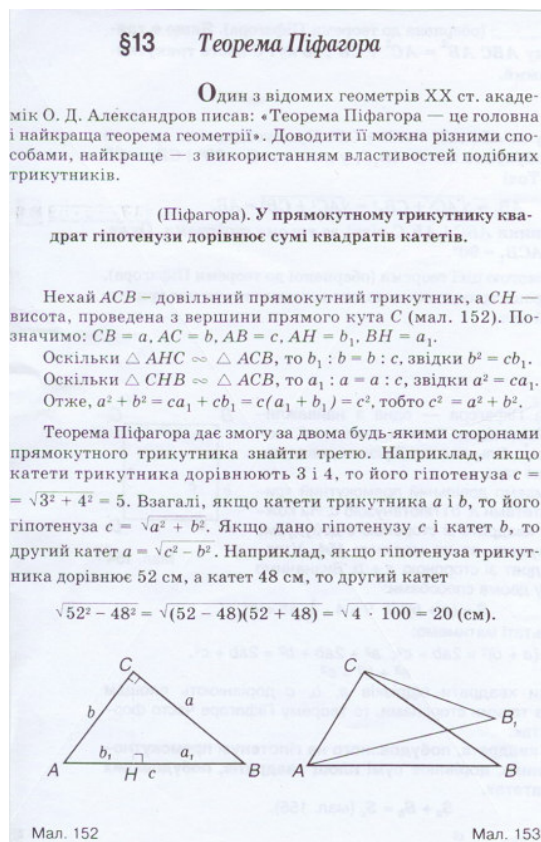 §13 Теорема Піфагора
Один з відомих геометрів XX ст. акаде-
мік О. Д. Александров писав: «Теорема Піфагора — це головна
і найкраща теорема геометрії». Доводити її можна різними спо-
собами, найкраще — з використанням властивостей подібних
трикутників.
(Піфагора). У прямокутному трикутнику ква-
драт гіпотенузи дорівнює сумі квадратів катетів.
Нехай ACB — довільний прямокутний трикутник, а CH —
висота, проведена з вершини прямого кута C (мал. 152). По-
значимо: CB = a, AC = b, AB = c, AH = b₁, BH = a₁.
Оскільки △ AHC ∾ △ ACB, то b₁ : b = b : c, звідки b² = cb₁.
Оскільки △ CHB ∾ △ ACB, то a₁ : a = a : c, звідки a² = ca₁.
Отже, a² + b² = ca₁ + cb₁ = c(a₁ + b₁) = c², тобто c² = a² + b².
Теорема Піфагора дає змогу за двома будь-якими сторонами
прямокутного трикутника знайти третю. Наприклад, якщо
катети трикутника дорівнюють 3 і 4, то його гіпотенуза c =
= √3² + 4² = 5. Взагалі, якщо катети трикутника a і b, то його
гіпотенуза c = √a² + b². Якщо дано гіпотенузу c і катет b, то
другий катет a = √c² – b². Наприклад, якщо гіпотенуза трикут-
ника дорівнює 52 см, а катет 48 см, то другий катет
√52² – 48² = √(52 – 48)(52 + 48) = √4 · 100 = 20 (см).
C
b
a
b₁
a₁
A
H
c
B
C
B₁
A
B
Мал. 152
Мал. 153